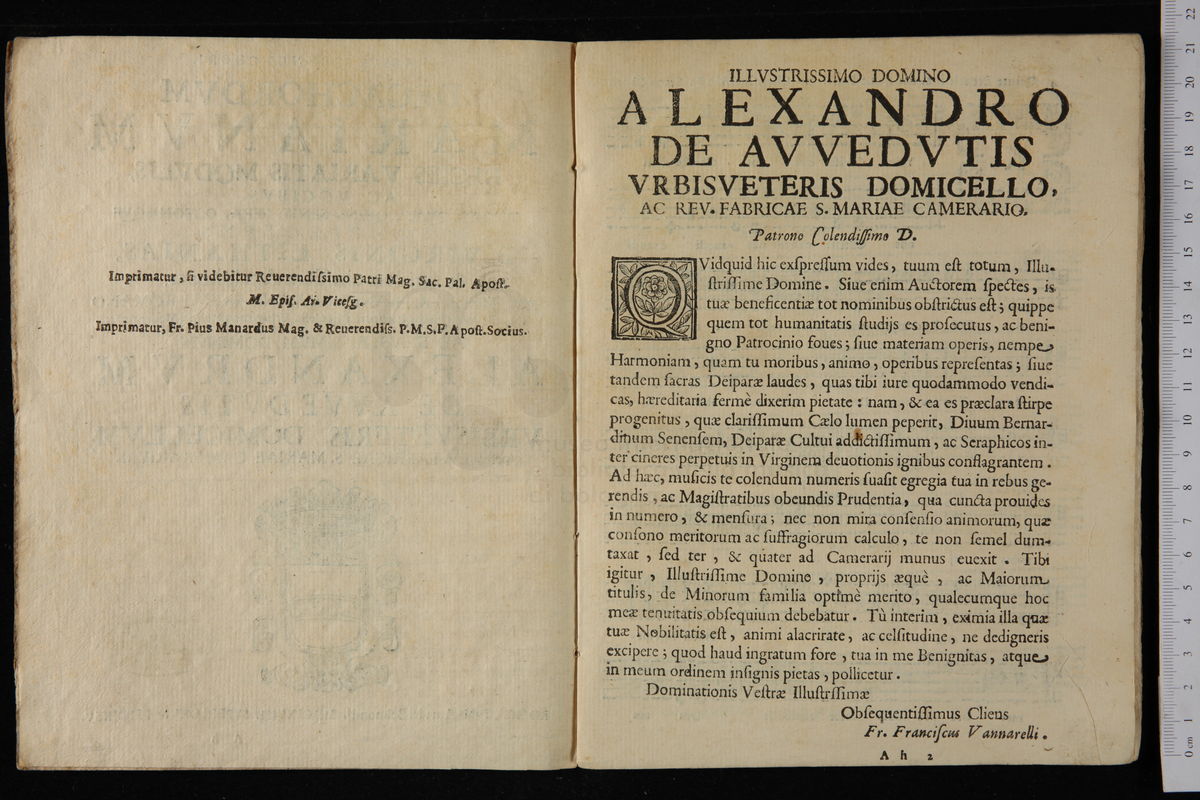 Imprimatur, si videbitur Reuerendissimo Patri Mag. Sac. Pal. Apost.
M. Epis. Ar. Vicesg.
Imprimatur, Fr. Pius Manardus Mag. & Reuerendiss. P.M.S.P. Apost. Socius.
ILLVSTRISSIMO DOMINO
ALEXANDRO
DE AVVEDVTIS
VRBISVETERIS DOMICELLO,
AC REV. FABRICAE S. MARIAE CAMERARIO.
Patrono Colendissimo D.
QVidquid hic exſpreſſum vides, tuum eſt totum, Illu-
ſtriſſime Domine. Siue enim Auctorem ſpectes, is
tuæ beneficentiæ tot nominibus obſtrictus eſt; quippe
quem tot humanitatis ſtudijs es proſecutus, ac beni-
gno Patrocinio foues; ſiue materiam operis, nempe
Harmoniam, quam tu moribus, animo, operibus repreſentas; ſiue
tandem ſacras Deiparæ laudes, quas tibi iure quodammodo vendi-
cas, hæreditaria fermè dixerim pietate: nam, & ea es præclara ſtirpe
progenitus, quæ clariſſimum Cælo lumen peperit, Diuum Bernar-
dinum Senenſem, Deiparæ Cultui addictiſſimum, ac Seraphicos in-
ter cineres perpetuis in Virginem deuotionis ignibus conflagrantem.
Ad hæc, muſicis te colendum numeris ſuaſit egregia tua in rebus ge-
rendis, ac Magiſtratibus obeundis Prudentia, qua cuncta prouides
in numero, & menſura; nec non mira conſenſio animorum, quæ
conſono meritorum ac ſuffragiorum calculo, te non ſemel dum-
taxat, ſed ter, & quater ad Camerarij munus euexit. Tibi
igitur, Illuſtriſſime Domine, proprijs æquè, ac Maiorum
titulis, de Minorum familia optimè merito, qualecumque hoc
meæ tenuitatis obſequium debebatur. Tù interim, eximia illa quæ
tuæ Nobilitatis eſt, animi alacrirate, ac celſitudine, ne dedigneris
excipere; quod haud ingratum fore, tua in me Benignitas, atque
in meum ordinem inſignis pietas, pollicetur.
Dominationis Veſtræ Illuſtrſſimæ
Obſequentiſſimus Cliens
Fr. Franciſcus Vannarelli.
A h 2